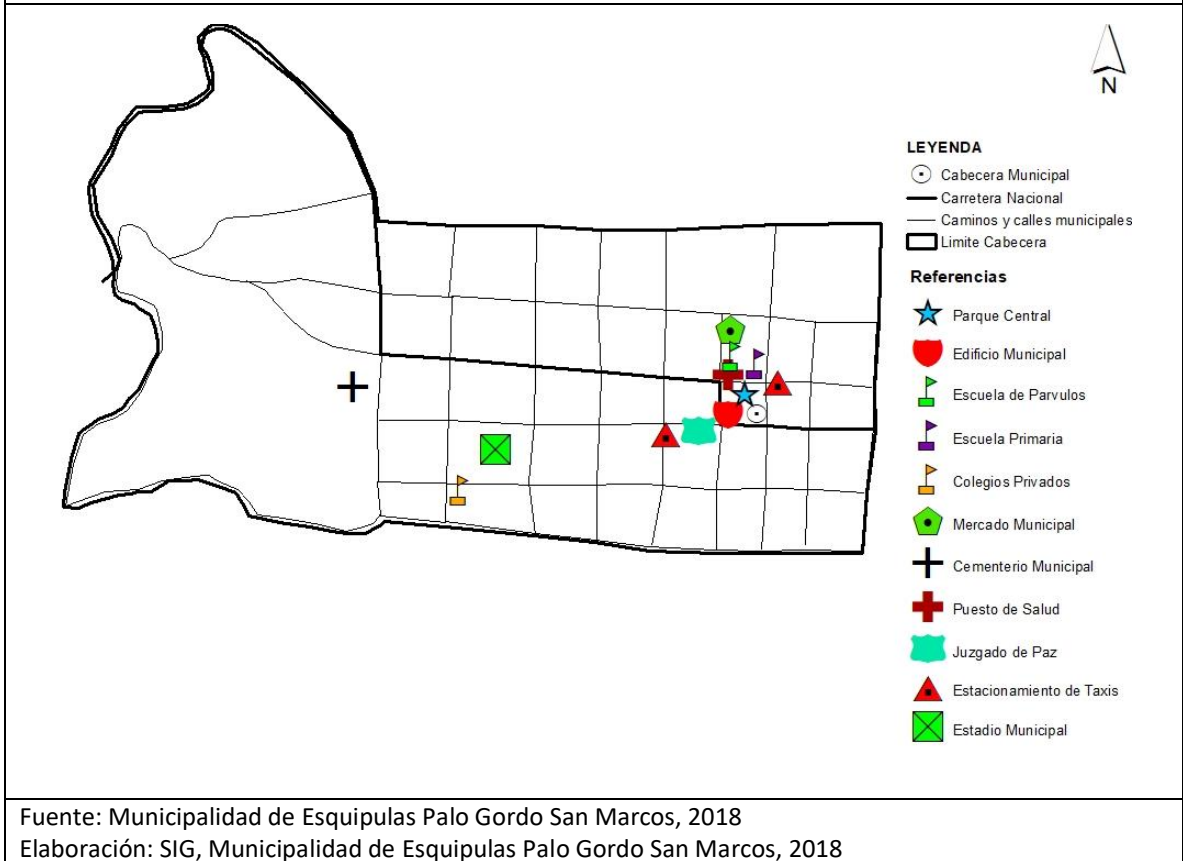 N
LEYENDA
Cabecera Municipal
Carretera Nacional
Caminos y calles municipales
Limite Cabecera
Referencias
Parque Central
Edificio Municipal
Escuela de Parvulos
Escuela Primaria
Colegios Privados
Mercado Municipal
Cementerio Municipal
Puesto de Salud
Juzgado de Paz
Estacionamiento de Taxis
Estadio Municipal
Fuente: Municipalidad de Esquipulas Palo Gordo San Marcos, 2018
Elaboración: SIG, Municipalidad de Esquipulas Palo Gordo San Marcos, 2018